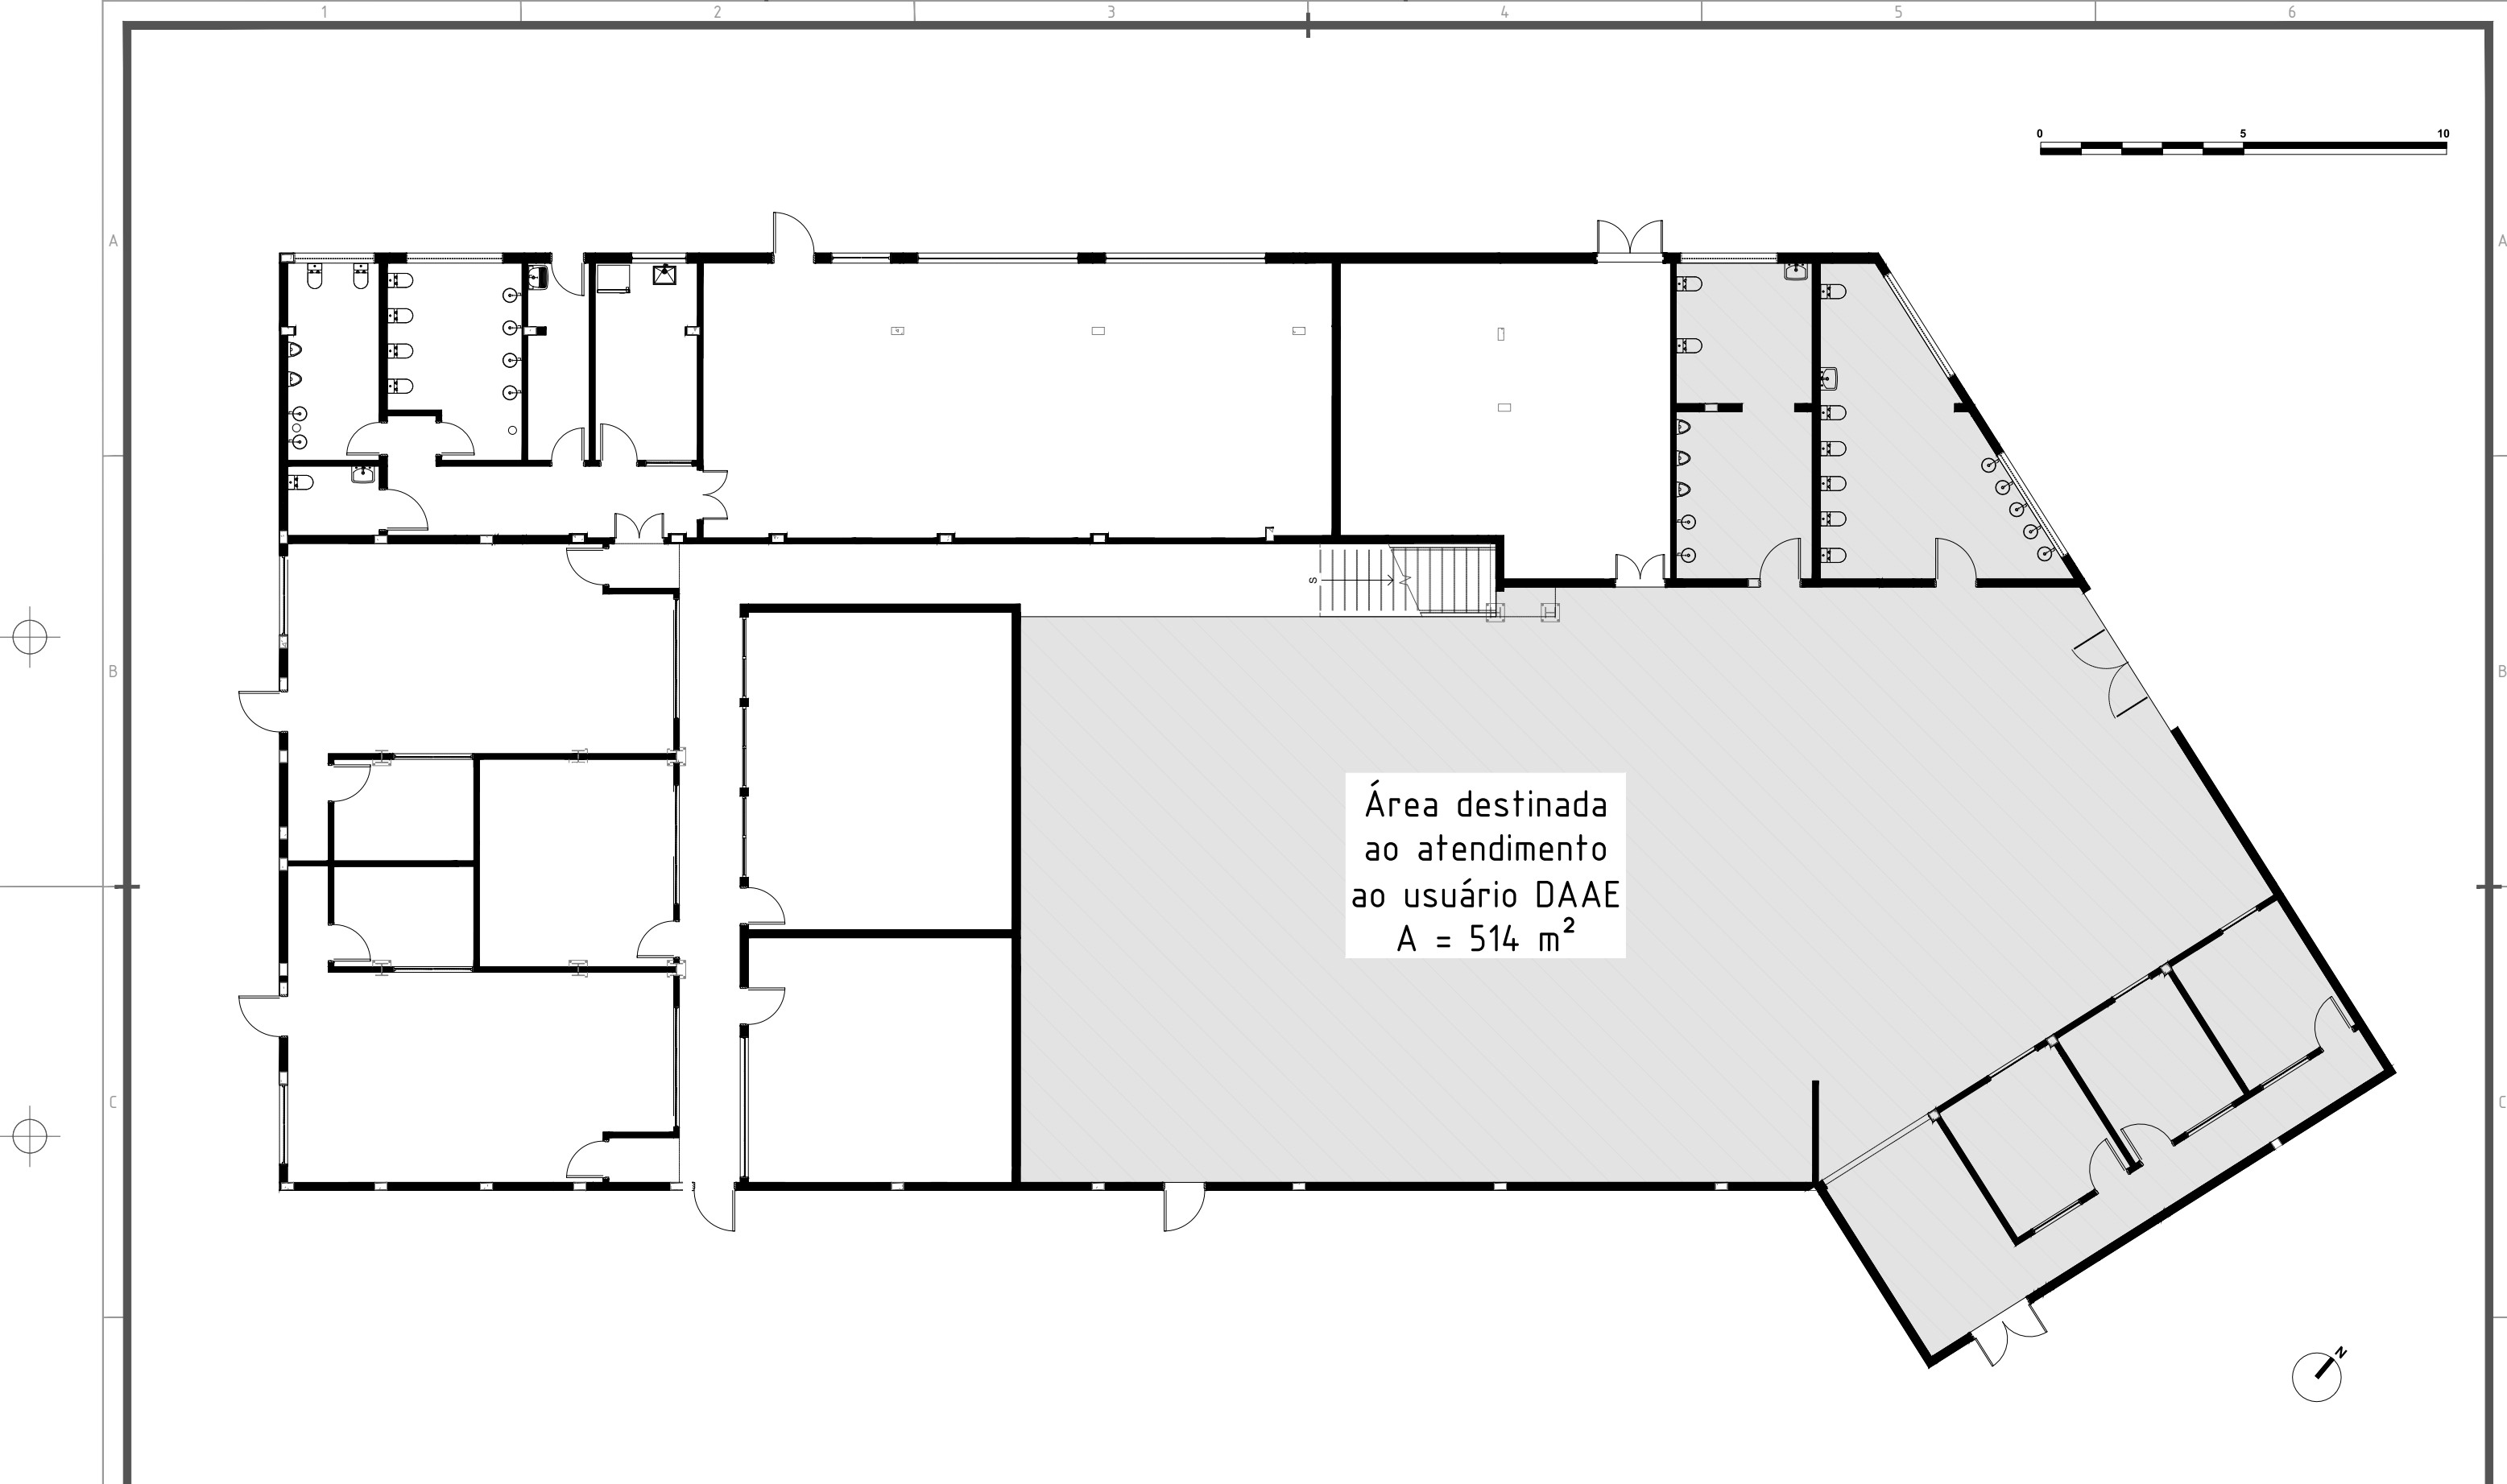 1 2 3 4 5 6
0 5 10
A A
S
B B
Área destinada
ao atendimento
ao usuário DAAE
A = 514 m²
C C
N